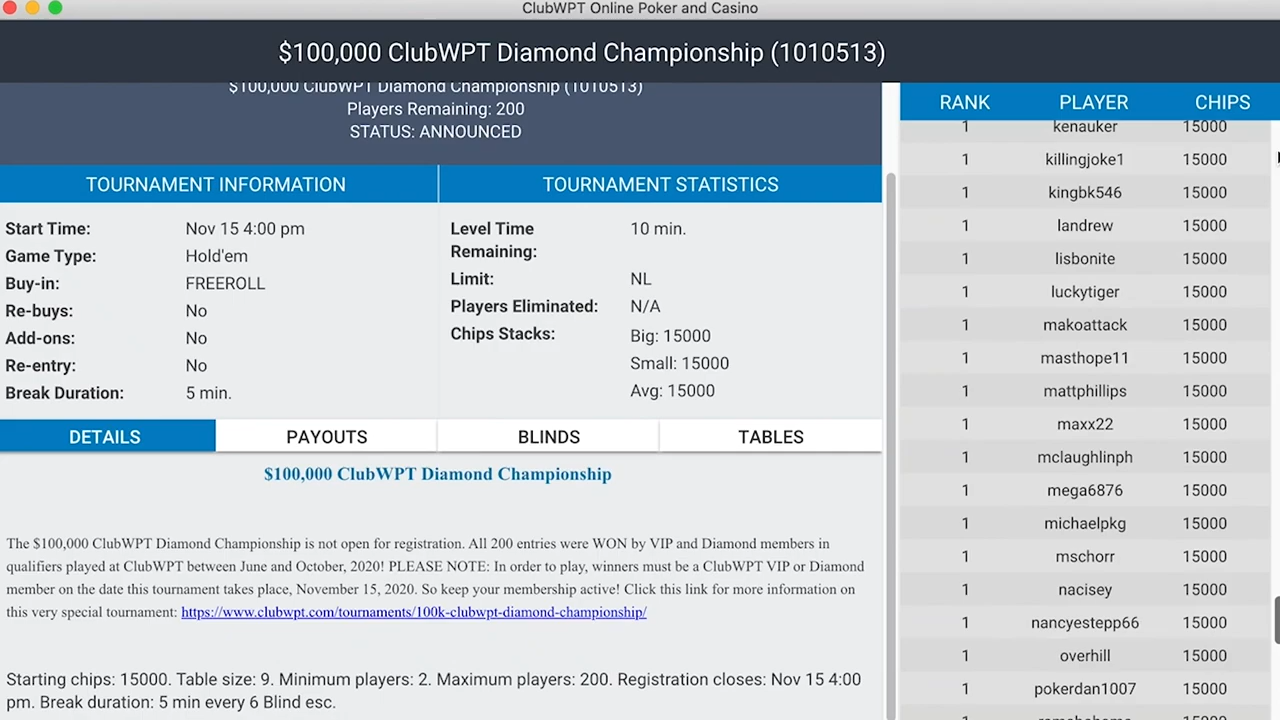 ClubWPT Online Poker and Casino
$100,000 ClubWPT Diamond Championship (1010513)
$100,000 ClubWPT Diamond Championship (1010513)
Players Remaining: 200
STATUS: ANNOUNCED
TOURNAMENT INFORMATION
Start Time: Nov 15 4:00 pm
Game Type: Hold'em
Buy-in: FREEROLL
Re-buys: No
Add-ons: No
Re-entry: No
Break Duration: 5 min.
TOURNAMENT STATISTICS
Level Time 10 min.
Remaining:
Limit: NL
Players Eliminated: N/A
Chips Stacks: Big: 15000
Small: 15000
Avg: 15000
DETAILS PAYOUTS BLINDS TABLES
$100,000 ClubWPT Diamond Championship
The $100,000 ClubWPT Diamond Championship is not open for registration. All 200 entries were WON by VIP and Diamond members in
qualifiers played at ClubWPT between June and October, 2020! PLEASE NOTE: In order to play, winners must be a ClubWPT VIP or Diamond
member on the date this tournament takes place, November 15, 2020. So keep your membership active! Click this link for more information on
this very special tournament: https://www.clubwpt.com/tournaments/100k-clubwpt-diamond-championship/
Starting chips: 15000. Table size: 9. Minimum players: 2. Maximum players: 200. Registration closes: Nov 15 4:00
pm. Break duration: 5 min every 6 Blind esc.
RANK PLAYER CHIPS
1 kenauker 15000
1 killingjoke1 15000
1 kingbk546 15000
1 landrew 15000
1 lisbonite 15000
1 luckytiger 15000
1 makoattack 15000
1 masthope11 15000
1 mattphillips 15000
1 maxx22 15000
1 mclaughlinph 15000
1 mega6876 15000
1 michaelpkg 15000
1 mschorr 15000
1 nacisey 15000
1 nancyestepp66 15000
1 overhill 15000
1 pokerdan1007 15000